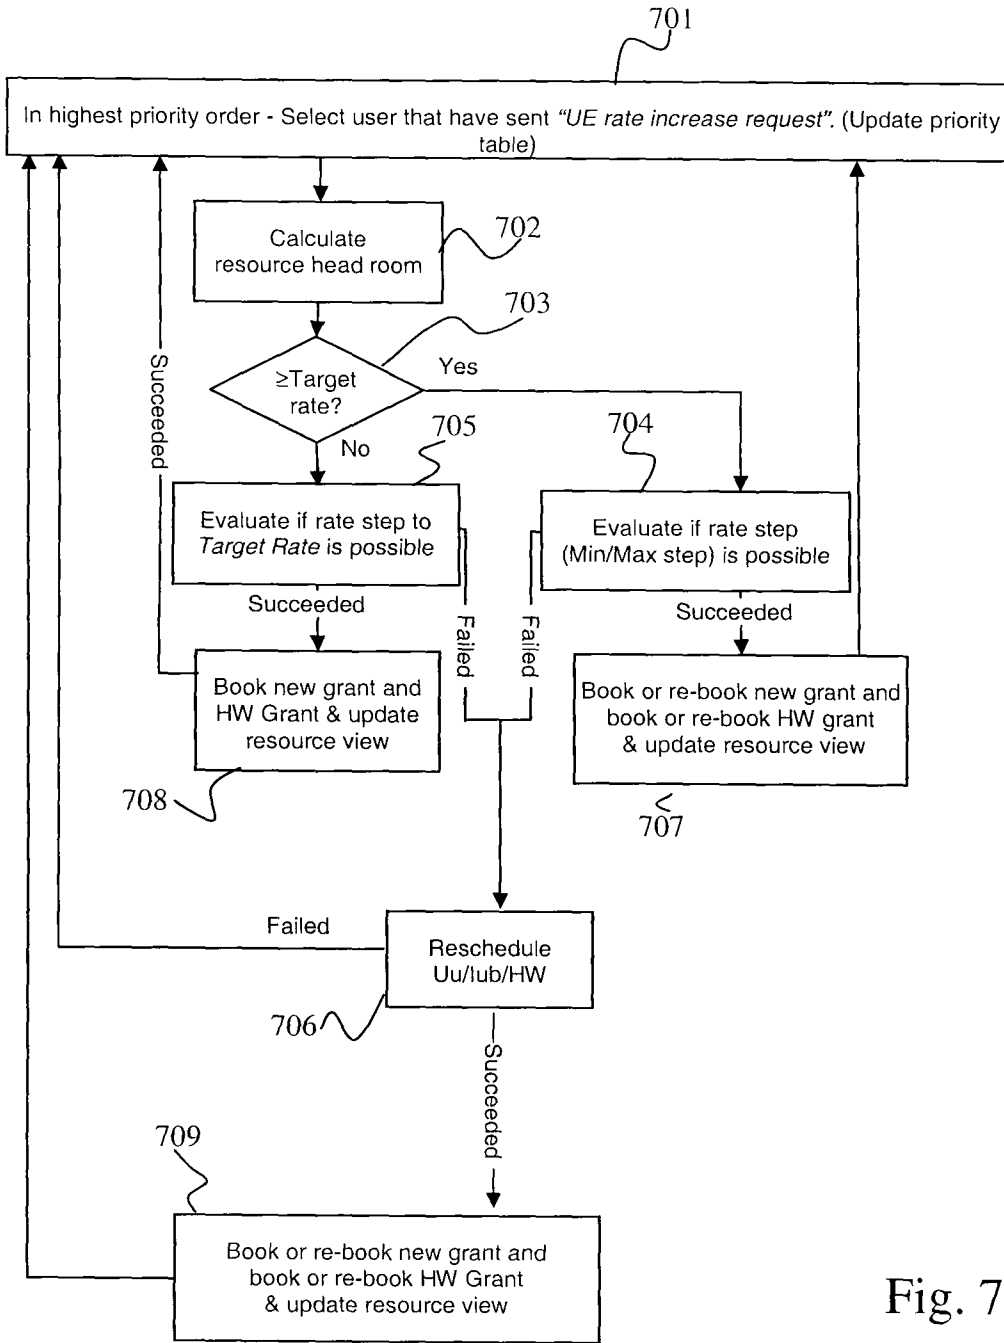 701
In highest priority order - Select user that have sent "UE rate increase request". (Update priority
table)
702
Calculate
resource head room
703
≥Target
rate?
Yes
No
Succeeded
705
704
Evaluate if rate step to
Target Rate is possible
Evaluate if rate step
(Min/Max step) is possible
Succeeded
Failed
Failed
Succeeded
Book new grant and
HW Grant & update
resource view
Book or re-book new grant and
book or re-book HW grant
& update resource view
708
707
Failed
Reschedule
Uu/Iub/HW
706
Succeeded
709
Book or re-book new grant and
book or re-book HW Grant
& update resource view
Fig. 7